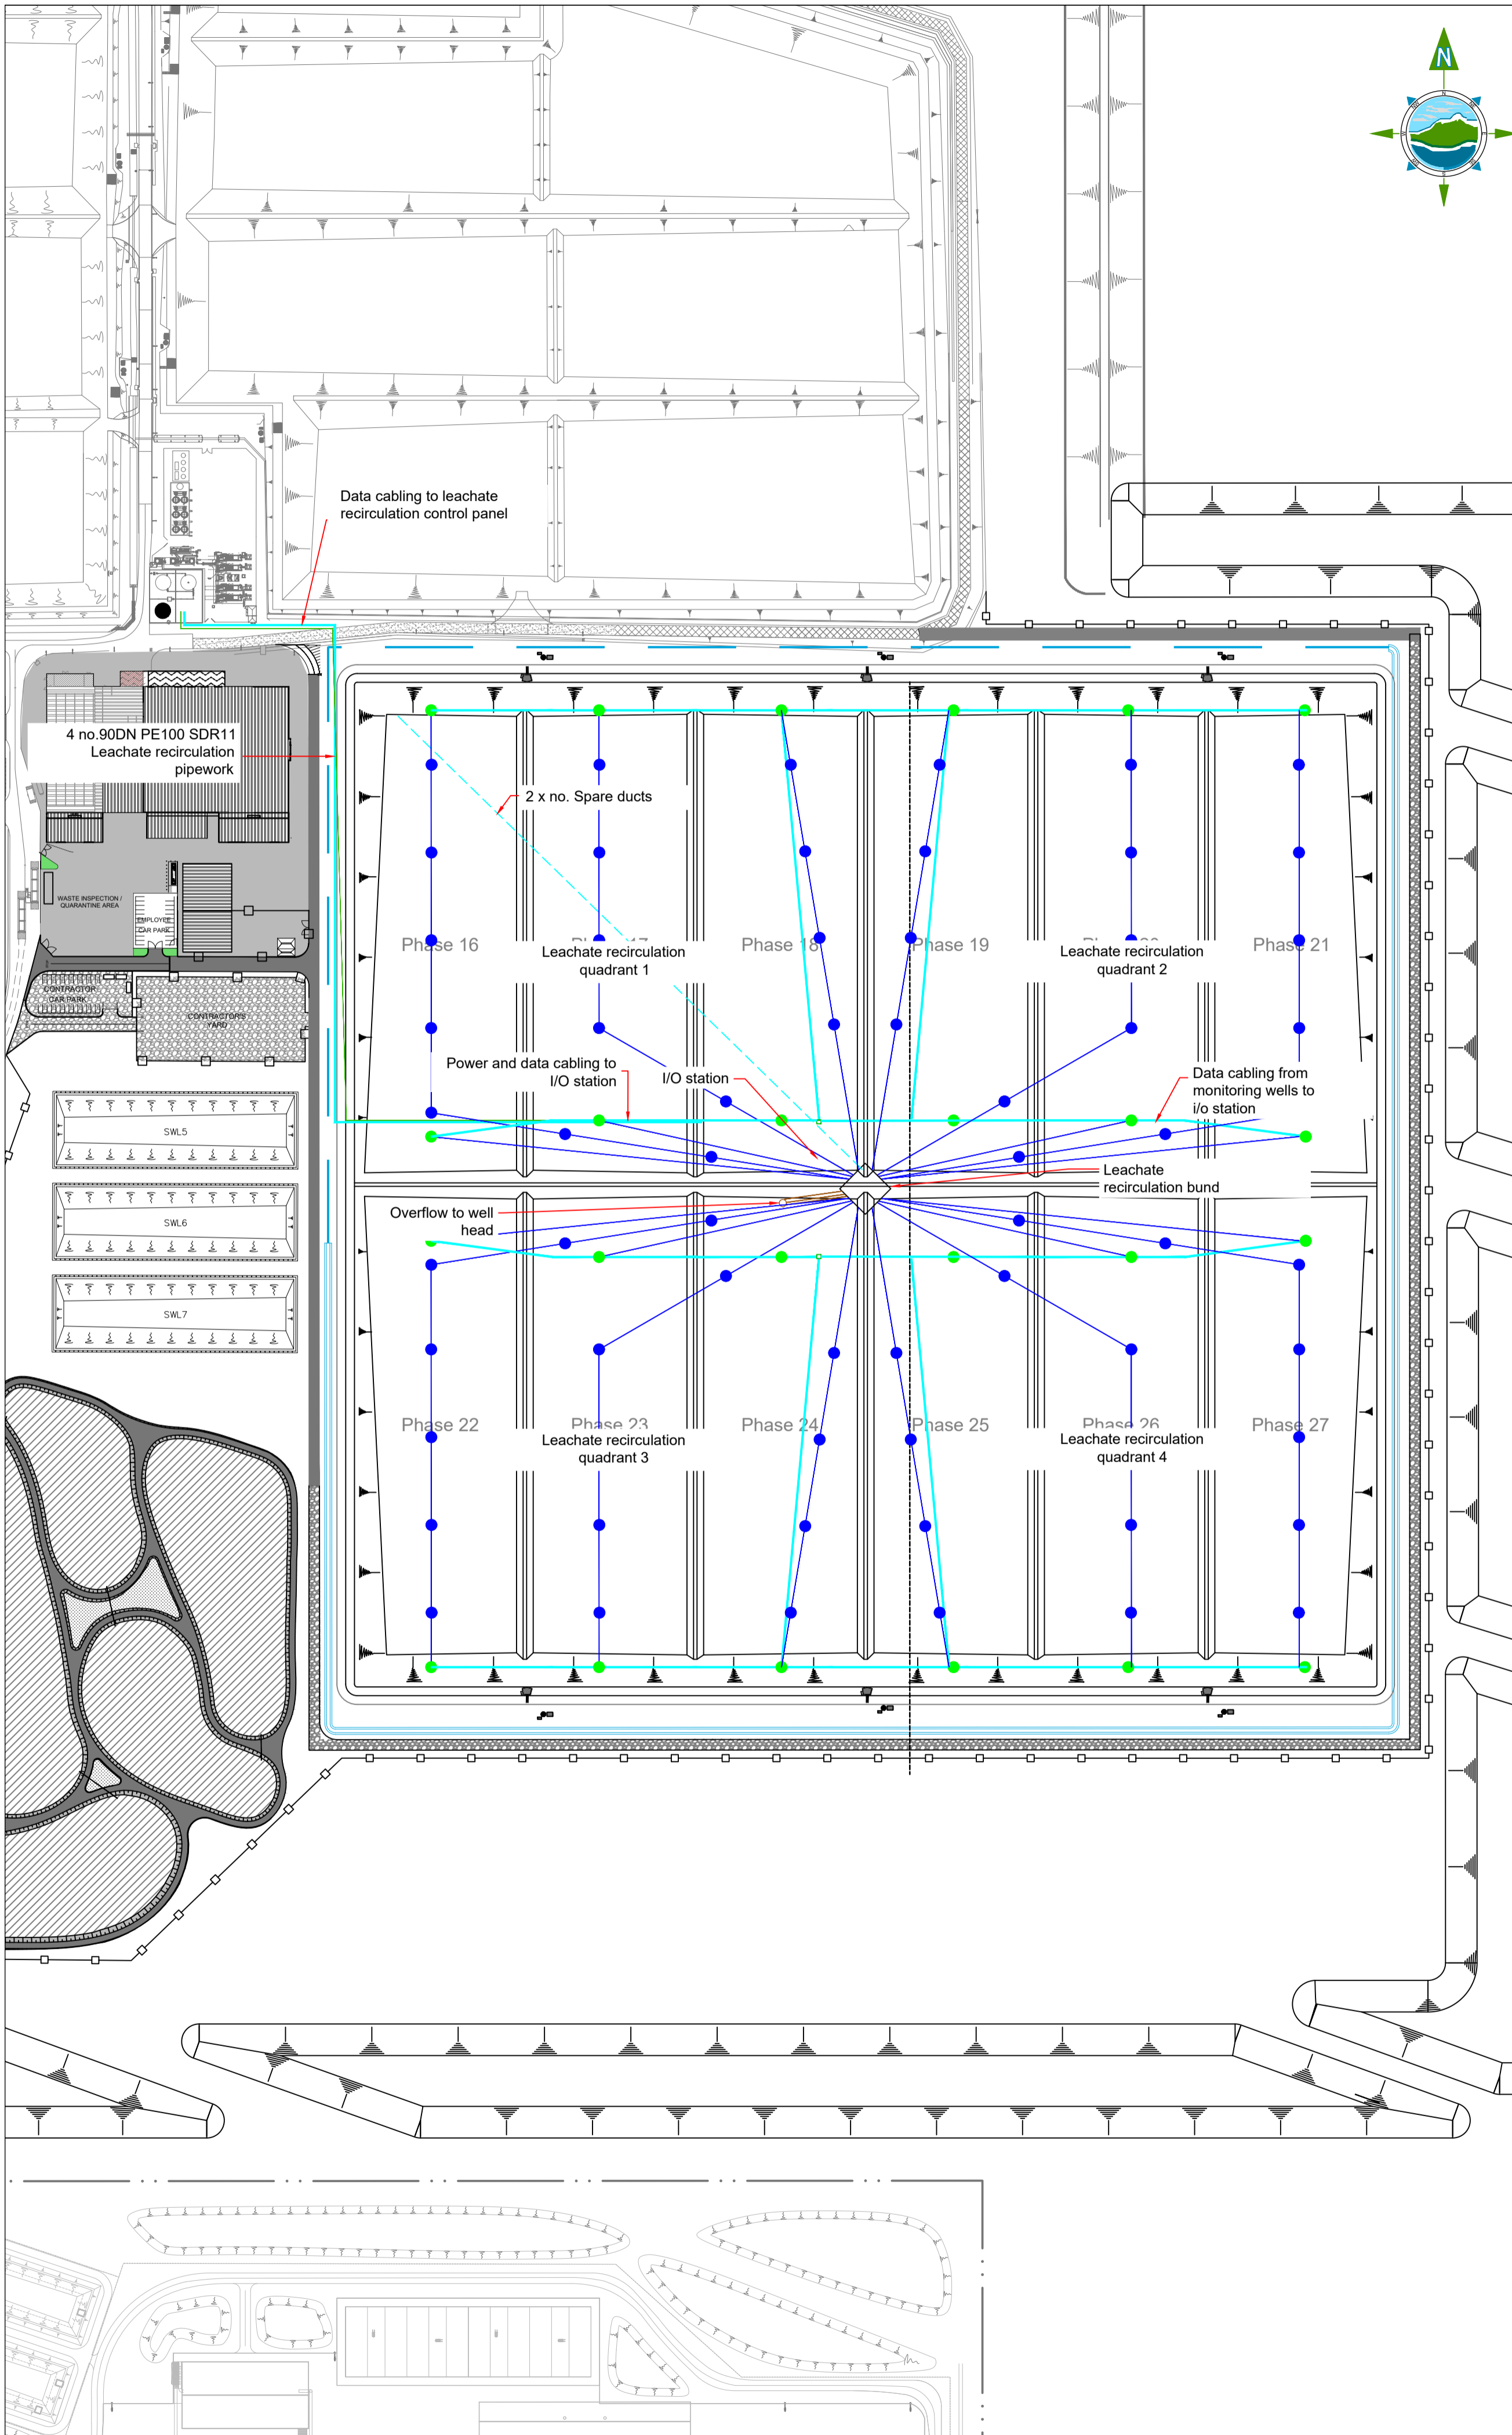 N
Data cabling to leachate
recirculation control panel
4 no.90DN PE100 SDR11
Leachate recirculation
pipework
2 x no. Spare ducts
WASTE INSPECTION /
QUARANTINE AREA
EMPLOYEE
CAR PARK
Phase 16
Phase 18
Phase 19
Phase 21
Leachate recirculation
quadrant 1
Leachate recirculation
quadrant 2
CONTRACTOR
CAR PARK
CONTRACTOR'S
YARD
Power and data cabling to
I/O station
I/O station
Data cabling from
monitoring wells to
i/o station
SWL5
Leachate
recirculation bund
Overflow to well
head
SWL6
SWL7
Phase 22
Phase 23
Phase 24
Phase 25
Phase 26
Phase 27
Leachate recirculation
quadrant 3
Leachate recirculation
quadrant 4